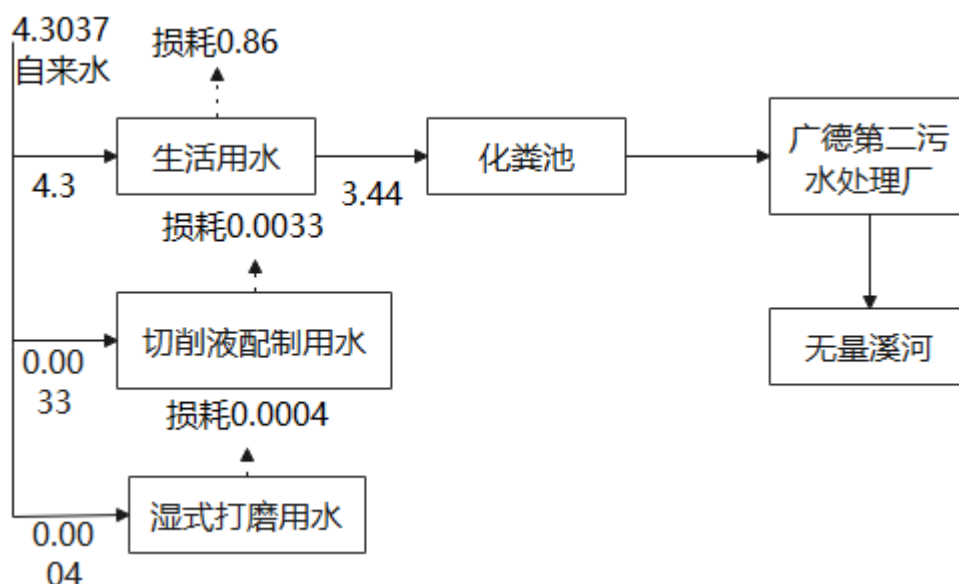 4.3037
自来水
损耗0.86
生活用水
化粪池
广德第二污
水处理厂
4.3
3.44
损耗0.0033
切削液配制用水
无量溪河
0.00
33
损耗0.0004
湿式打磨用水
0.00
04